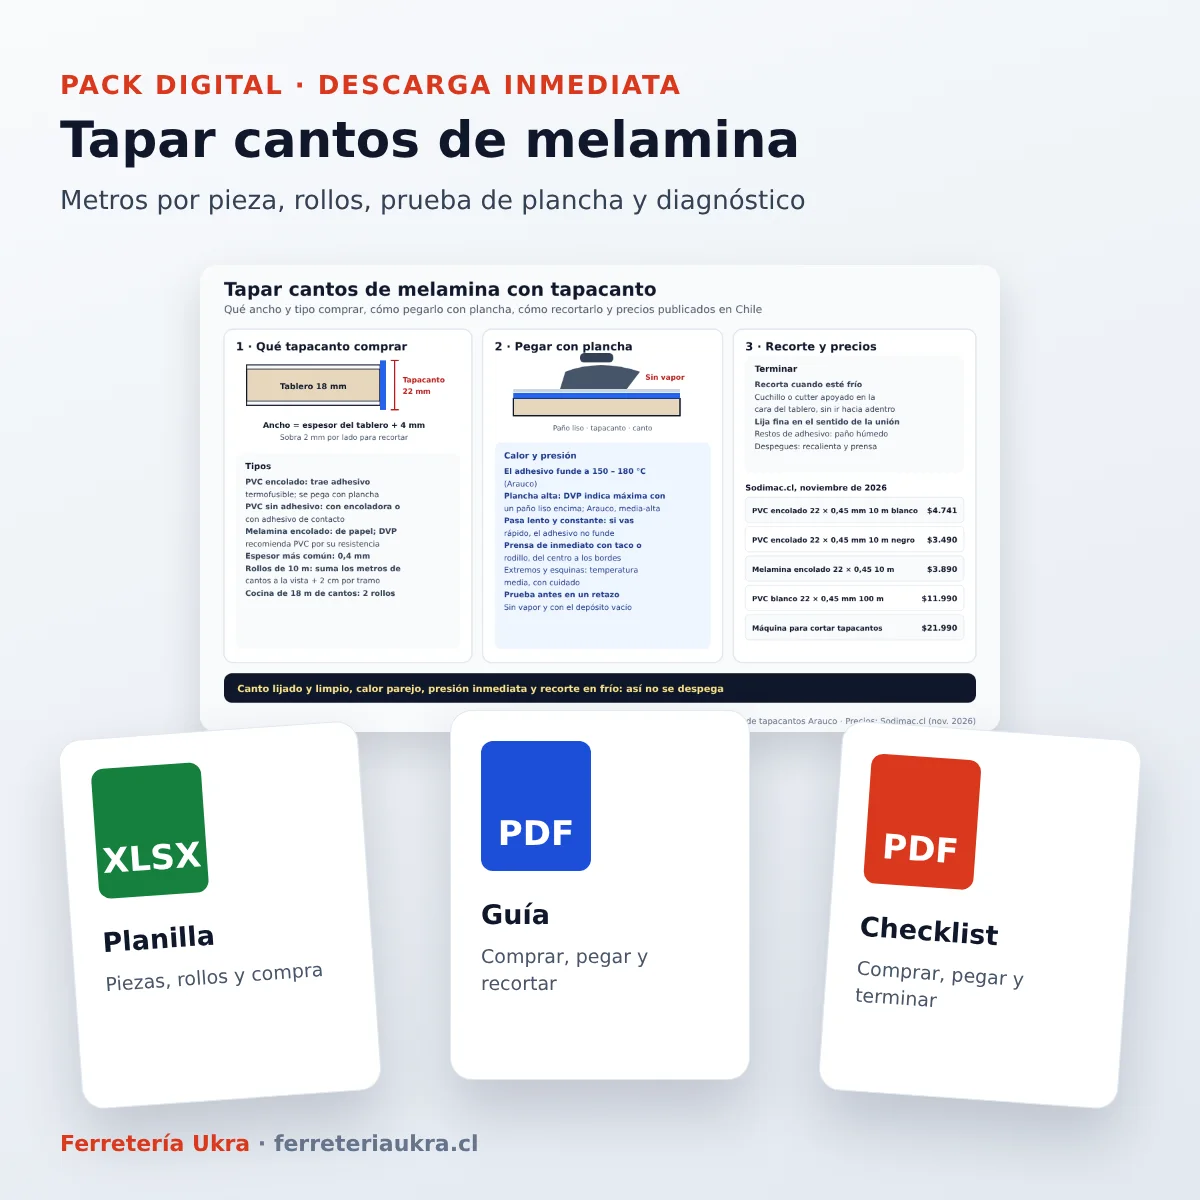 PACK DIGITAL · DESCARGA INMEDIATA
Tapar cantos de melamina
Metros por pieza, rollos, prueba de plancha y diagnóstico
Tapar cantos de melamina con tapacanto
Qué ancho y tipo comprar, cómo pegarlo con plancha, cómo recortarlo y precios publicados en Chile
1 · Qué tapacanto comprar
Tablero 18 mm
Tapacanto
22 mm
Ancho = espesor del tablero + 4 mm
Sobra 2 mm por lado para recortar
Tipos
PVC encolado: trae adhesivo
termofusible; se pega con plancha
PVC sin adhesivo: con encoladora o
con adhesivo de contacto
Melamina encolado: de papel; DVP
recomienda PVC por su resistencia
Espesor más común: 0,4 mm
Rollos de 10 m: suma los metros de
cantos a la vista + 2 cm por tramo
Cocina de 18 m de cantos: 2 rollos
2 · Pegar con plancha
Sin vapor
Paño liso · tapacanto · canto
Calor y presión
El adhesivo funde a 150 – 180 °C
(Arauco)
Plancha alta: DVP indica máxima con
un paño liso encima; Arauco, media-alta
Pasa lento y constante: si vas
rápido, el adhesivo no funde
Prensa de inmediato con taco o
rodillo, del centro a los bordes
Extremos y esquinas: temperatura
media, con cuidado
Prueba antes en un retazo
Sin vapor y con el depósito vacío
3 · Recorte y precios
Terminar
Recorta cuando esté frío
Cuchillo o cutter apoyado en la
cara del tablero, sin ir hacia adentro
Lija fina en el sentido de la unión
Restos de adhesivo: paño húmedo
Despegues: recalienta y prensa
Sodimac.cl, noviembre de 2026
PVC encolado 22 × 0,45 mm 10 m blanco $4.741
PVC encolado 22 × 0,45 mm 10 m negro $3.490
Melamina encolado 22 × 0,45 10 m $3.890
PVC blanco 22 × 0,45 mm 100 m $11.990
Máquina para cortar tapacantos $21.990
Canto lijado y limpio, calor parejo, presión inmediata y recorte en frío: así no se despega
de tapacantos Arauco · Precios: Sodimac.cl (nov. 2026)
XLSX
Planilla
Piezas, rollos y compra
PDF
Guía
Comprar, pegar y
recortar
PDF
Checklist
Comprar, pegar y
terminar
Ferretería Ukra · ferreteriaukra.cl